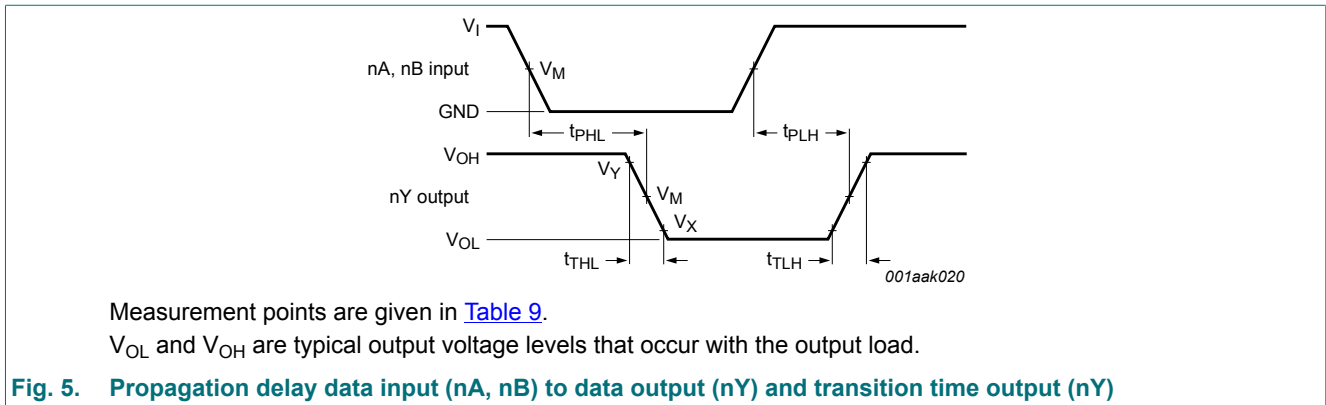 V_I
nA, nB input
V_M
GND
t_PHL
t_PLH
V_OH
V_Y
nY output
V_M
V_X
V_OL
t_THL
t_TLH
001aak020
Measurement points are given in Table 9.
V_OL and V_OH are typical output voltage levels that occur with the output load.
Fig. 5. Propagation delay data input (nA, nB) to data output (nY) and transition time output (nY)